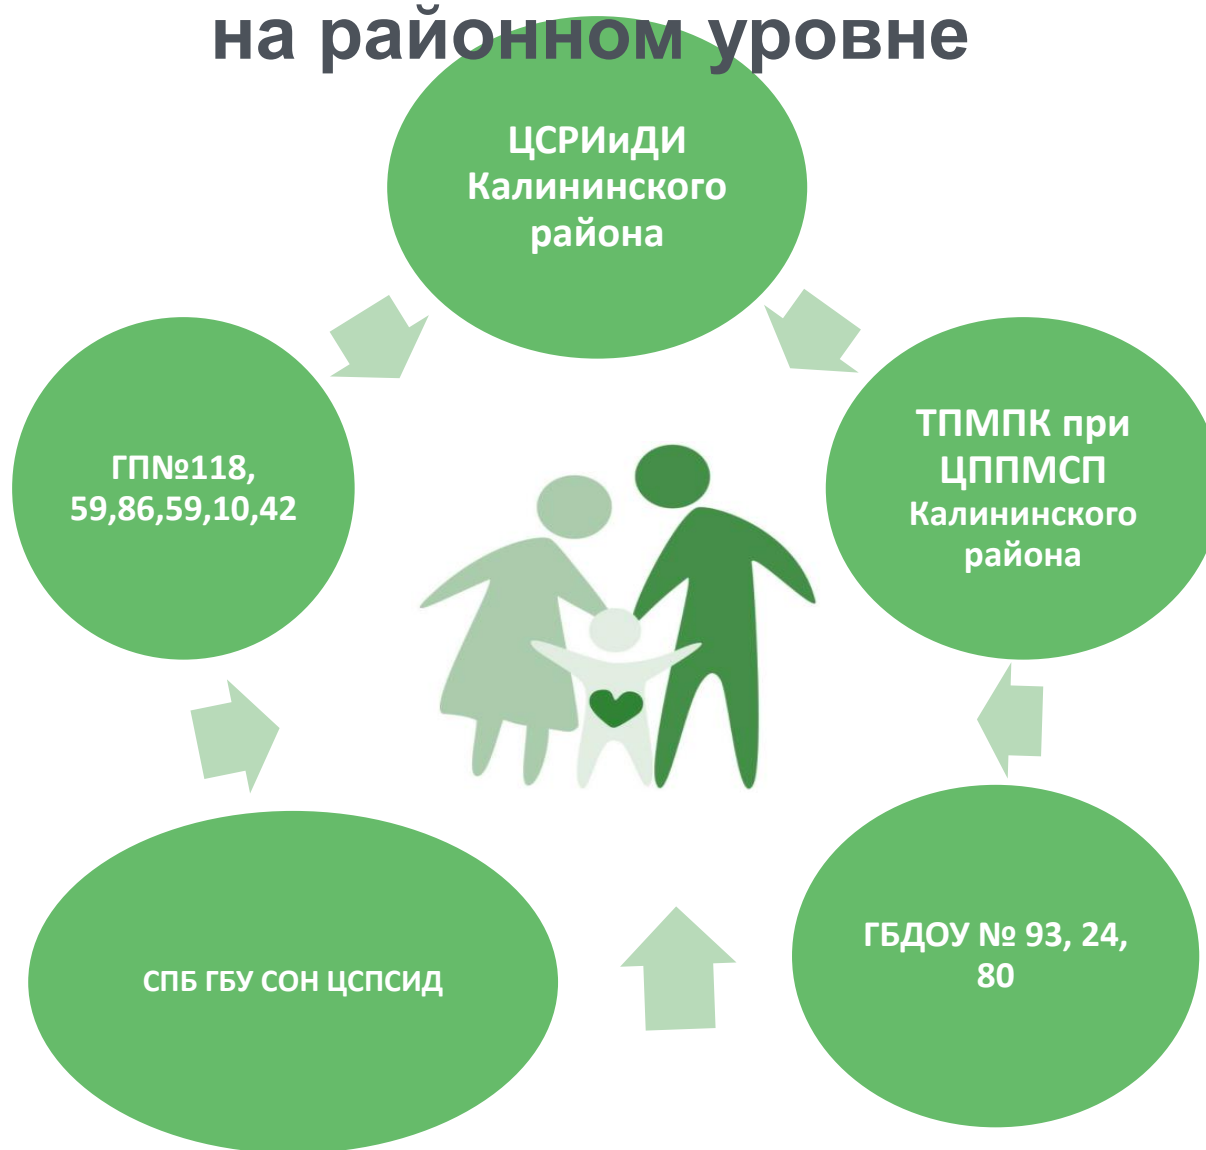 на районном уровне
ЦСРИиДИ
Калининского
района
ГП№118,
59,86,59,10,42
ТПМПК при
ЦППМСП
Калининского
района
СПБ ГБУ СОН ЦСПСИД
ГБДОУ № 93, 24,
80